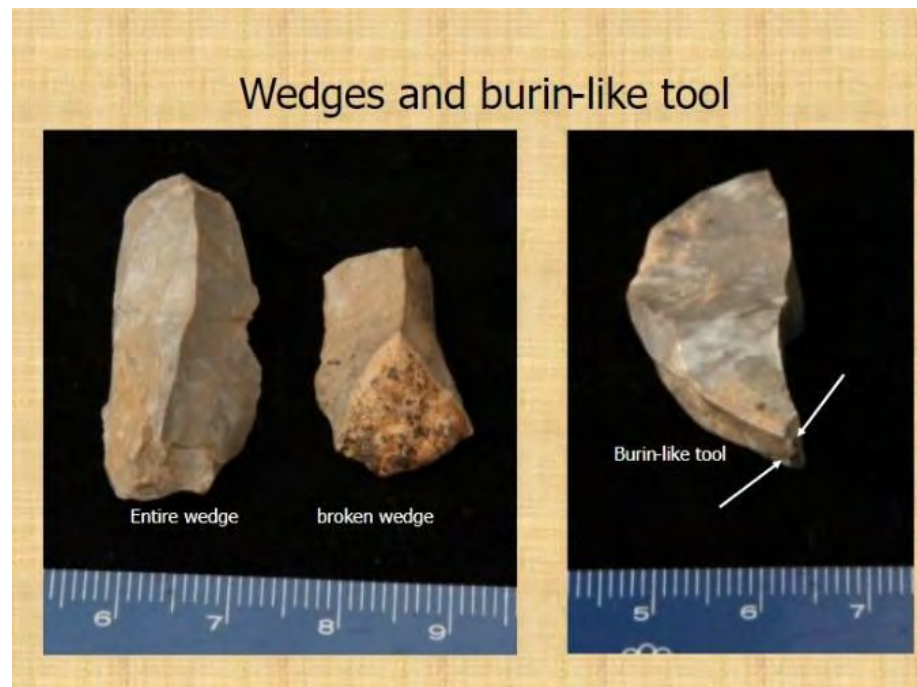 Wedges and burin-like tool
Entire wedge
broken wedge
Burin-like tool
6 7 8 9
5 6 7